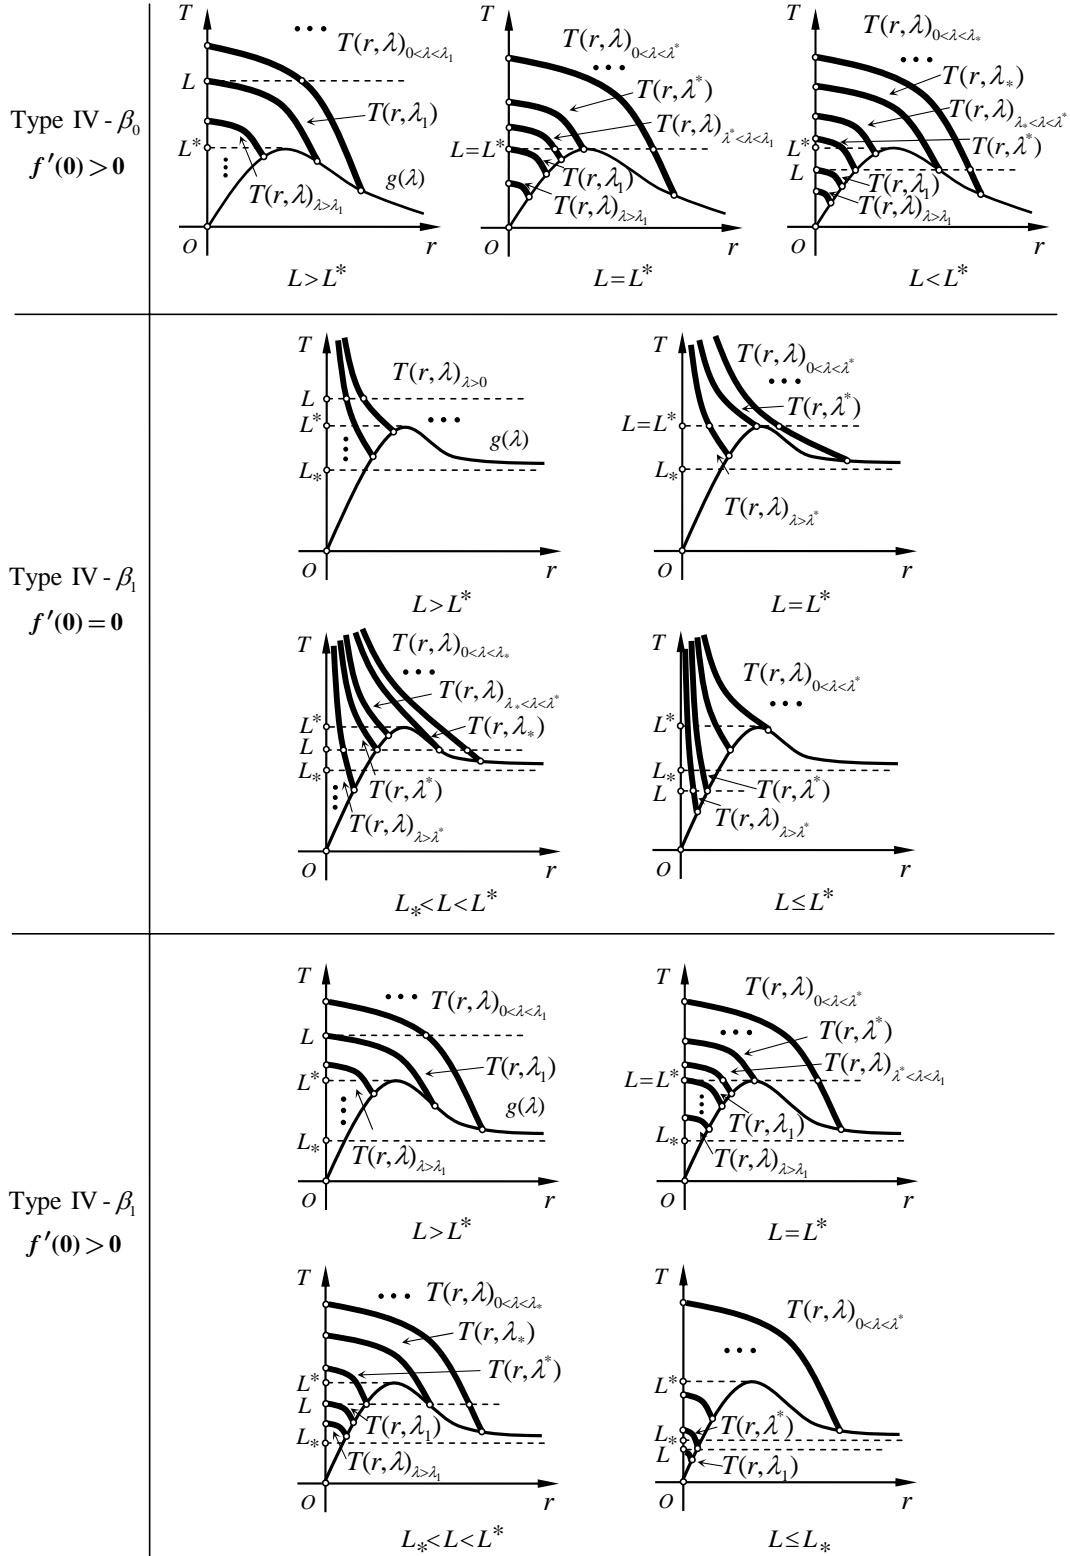 Type IV - β₀
f′(0) > 0
T
L
L*
O
r
T(r, λ)₀<λ<λ₁
T(r, λ₁)
T(r, λ)λ>λ₁
g(λ)
L>L*
T
L=L*
O
r
T(r, λ)₀<λ<λ*
T(r, λ*)
T(r, λ)λ*<λ<λ₁
T(r, λ₁)
T(r, λ)λ>λ₁
L=L*
T
L*
L
O
r
T(r, λ)₀<λ<λ⁎
T(r, λ⁎)
T(r, λ)λ⁎<λ<λ*
T(r, λ*)
T(r, λ₁)
T(r, λ)λ>λ₁
L<L*
Type IV - β₁
f′(0) = 0
T
L
L*
L⁎
O
r
T(r, λ)λ>0
g(λ)
L>L*
T
L=L*
L⁎
O
r
T(r, λ)₀<λ<λ*
T(r, λ*)
T(r, λ)λ>λ*
L=L*
T
L*
L
L⁎
O
r
T(r, λ)₀<λ<λ⁎
T(r, λ)λ⁎<λ<λ*
T(r, λ⁎)
T(r, λ*)
T(r, λ)λ>λ*
L⁎<L<L*
T
L*
L⁎
L
O
r
T(r, λ)₀<λ<λ*
T(r, λ*)
T(r, λ)λ>λ*
L≤L*
Type IV - β₁
f′(0) > 0
T
L
L*
L⁎
O
r
T(r, λ)₀<λ<λ₁
T(r, λ₁)
g(λ)
T(r, λ)λ>λ₁
L>L*
T
L=L*
L⁎
O
r
T(r, λ)₀<λ<λ*
T(r, λ*)
T(r, λ)λ*<λ<λ₁
T(r, λ₁)
T(r, λ)λ>λ₁
L=L*
T
L*
L
L⁎
O
r
T(r, λ)₀<λ<λ⁎
T(r, λ⁎)
T(r, λ*)
T(r, λ₁)
T(r, λ)λ>λ₁
L⁎<L<L*
T
L*
L⁎
L
O
r
T(r, λ)₀<λ<λ*
T(r, λ*)
T(r, λ₁)
L≤L⁎